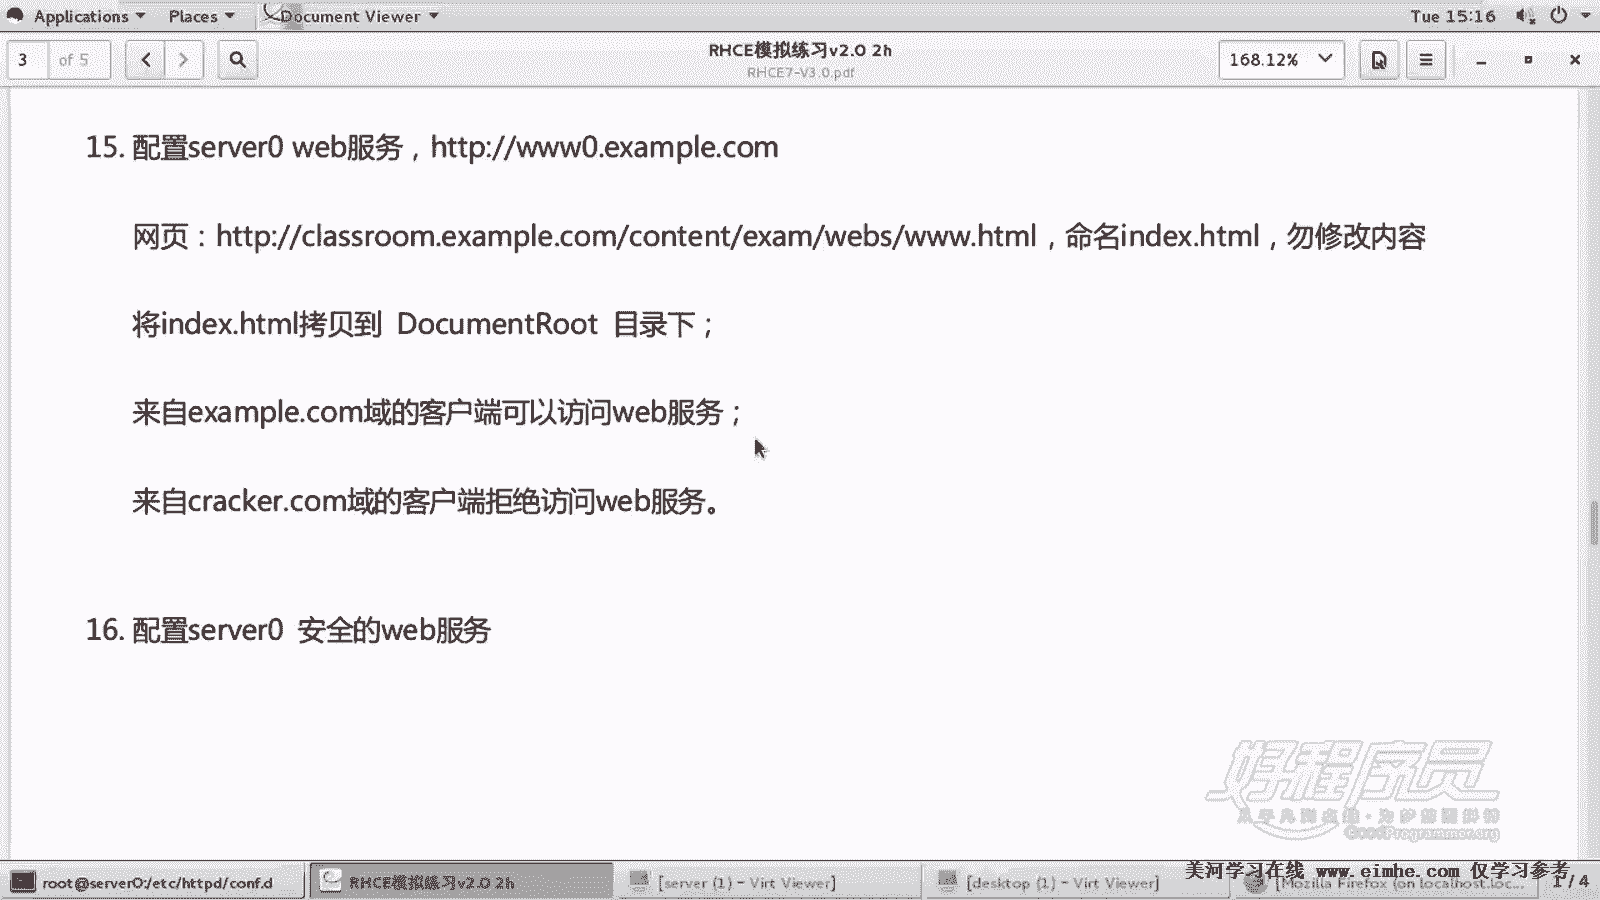 Applications Places Document Viewer Tue 15:16
3 of 5 RHCE模拟练习v2.0 2h 168.12%
RHCE7-V3.0.pdf
15. 配置server0 web服务，http://www0.example.com
网页：http://classroom.example.com/content/exam/webs/www.html，命名index.html，勿修改内容
将index.html拷贝到 DocumentRoot 目录下；
来自example.com域的客户端可以访问web服务；
来自cracker.com域的客户端拒绝访问web服务。
16. 配置server0 安全的web服务
好程序员
GoodProgrammer.org
美河学习在线 www.eimhe.com 仅学习参考
root@server0:/etc/httpd/conf.d RHCE模拟练习v2.0 2h [server (1) – Virt Viewer] [desktop (1) – Virt Viewer] [Mozilla Firefox (on localhost.loc... 1 / 4